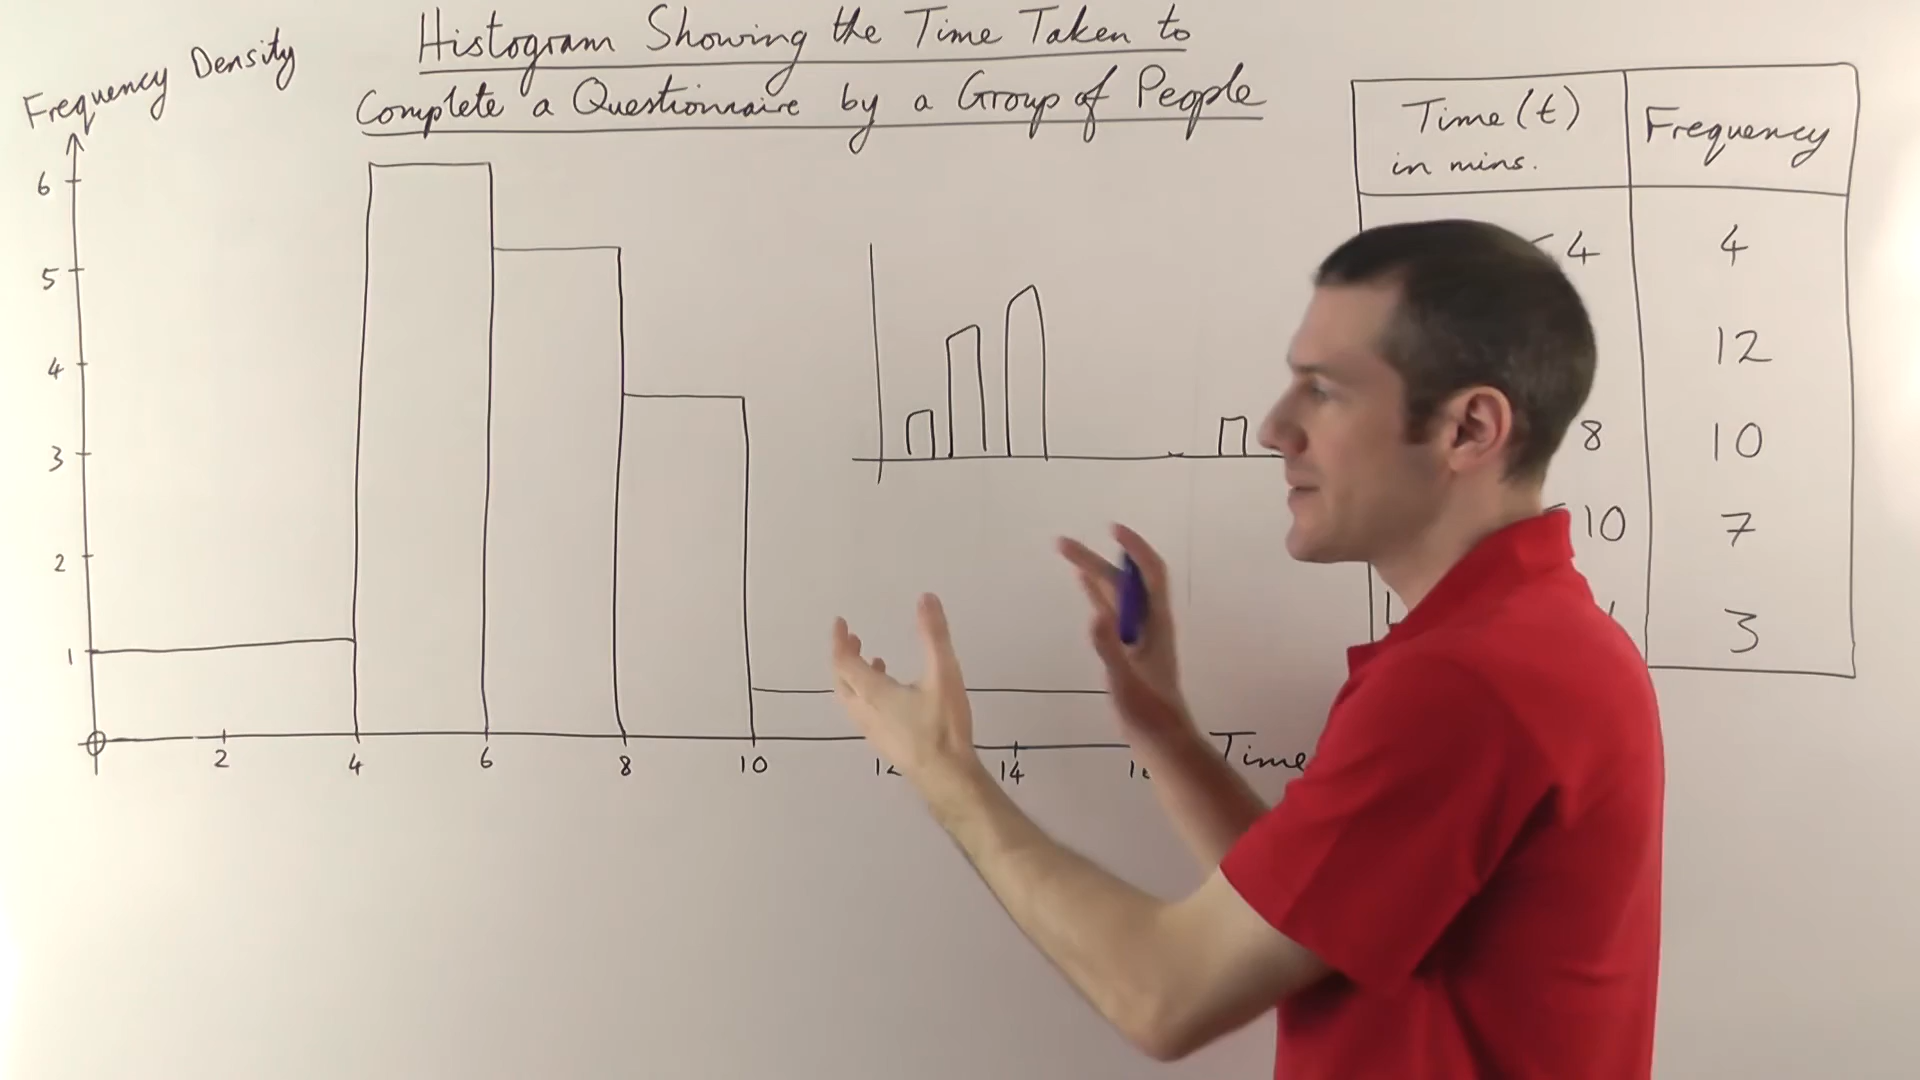 Histogram Showing the Time Taken to
Complete a Questionnaire by a Group of People
Frequency Density
6
5
4
3
2
1
2 4 6 8 10 14
Time
Time (t) Frequency
in mins.
4 4
12
8 10
10 7
3